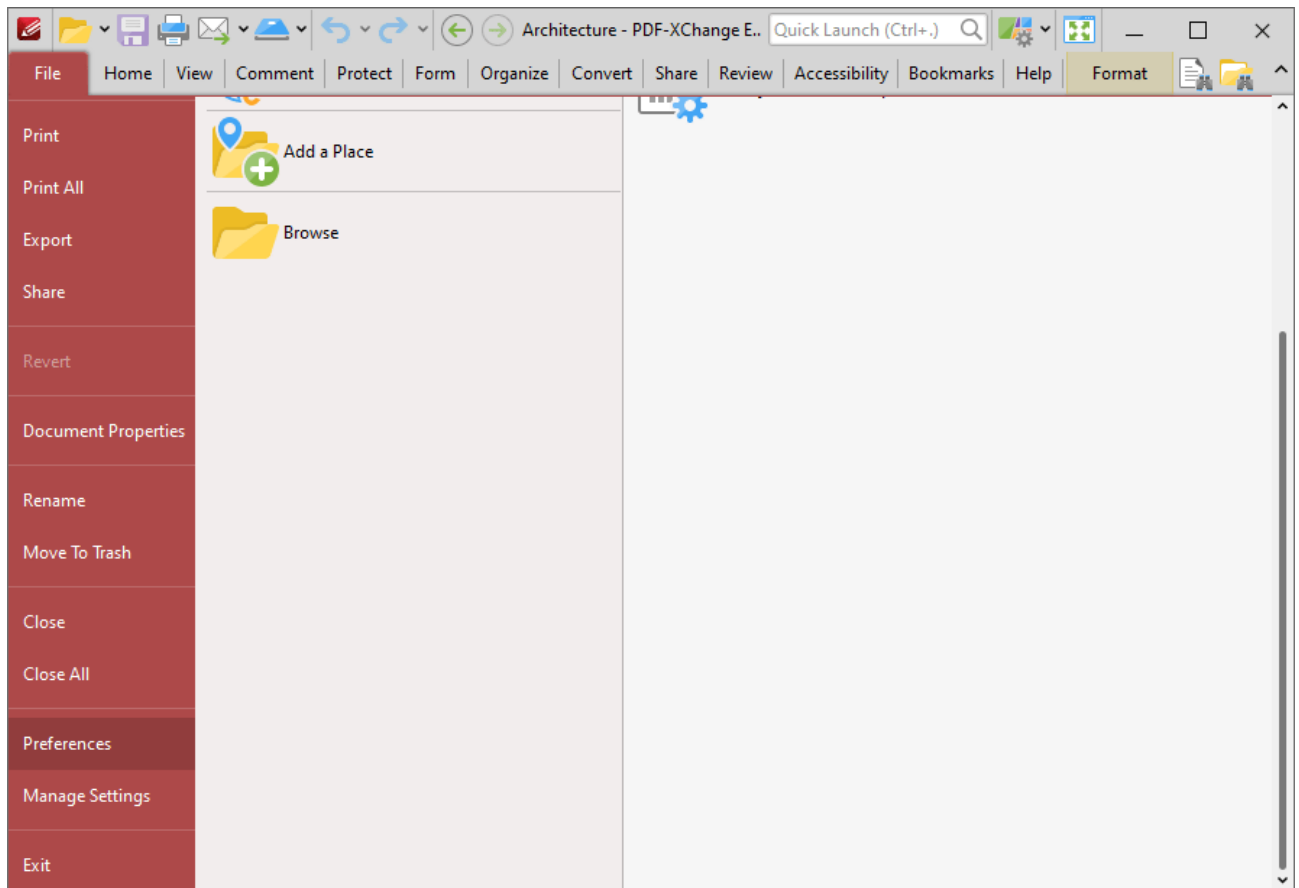 Architecture - PDF-XChange E.. Quick Launch (Ctrl+.)
File Home View Comment Protect Form Organize Convert Share Review Accessibility Bookmarks Help Format
Print
Print All
Export
Share
Revert
Document Properties
Rename
Move To Trash
Close
Close All
Preferences
Manage Settings
Exit
Add a Place
Browse